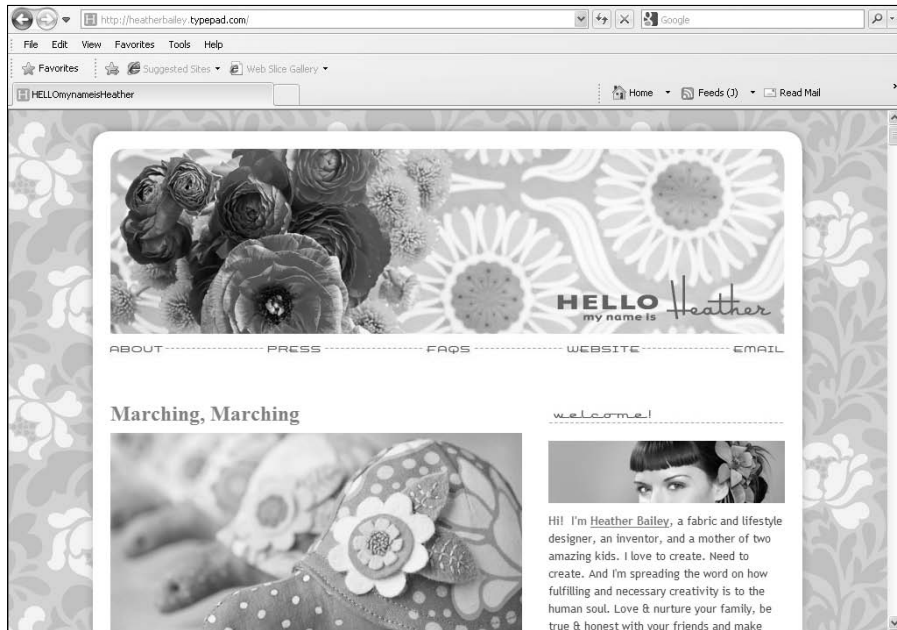 http://heatherbailey.typepad.com/
Google
File Edit View Favorites Tools Help
Favorites Suggested Sites Web Slice Gallery
HELLOmynameisHeather
Home Feeds (J) Read Mail »
HELLO Heather
my name is
ABOUT PRESS FAQS WEBSITE EMAIL
Marching, Marching
welcome!
Hi! I'm Heather Bailey, a fabric and lifestyle
designer, an inventor, and a mother of two
amazing kids. I love to create. Need to
create. And I'm spreading the word on how
fulfilling and necessary creativity is to the
human soul. Love & nurture your family, be
true & honest with your friends and make